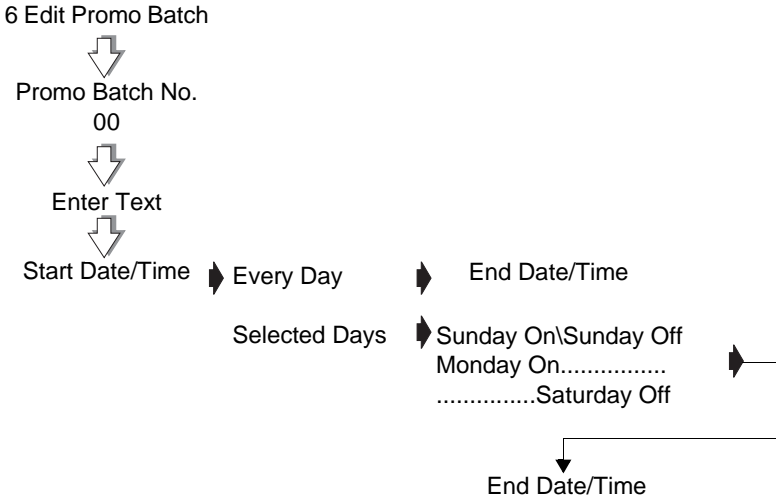 6 Edit Promo Batch
Promo Batch No.
00
Enter Text
Start Date/Time
Every Day
End Date/Time
Selected Days
Sunday On\Sunday Off
Monday On................
...............Saturday Off
End Date/Time